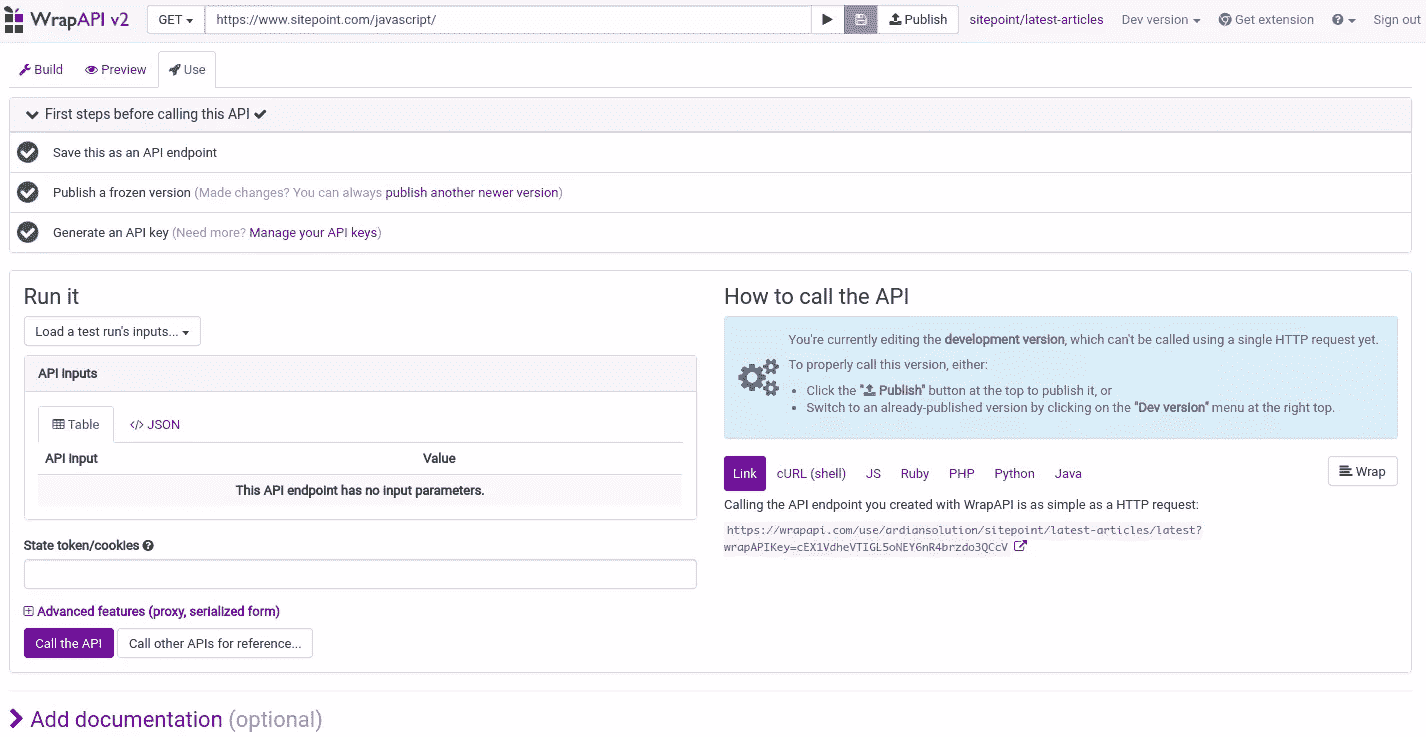 WrapAPI v2 GET https://www.sitepoint.com/javascript/ Publish sitepoint/latest-articles Dev version Get extension Sign out
Build Preview Use
First steps before calling this API
Save this as an API endpoint
Publish a frozen version (Made changes? You can always publish another newer version)
Generate an API key (Need more? Manage your API keys)
Run it
Load a test run's inputs...
API Inputs
Table </> JSON
API Input Value
This API endpoint has no input parameters.
State token/cookies
Advanced features (proxy, serialized form)
Call the API Call other APIs for reference...
How to call the API
You're currently editing the development version, which can't be called using a single HTTP request yet.
To properly call this version, either:
• Click the "Publish" button at the top to publish it, or
• Switch to an already-published version by clicking on the "Dev version" menu at the right top.
Link cURL (shell) JS Ruby PHP Python Java Wrap
Calling the API endpoint you created with WrapAPI is as simple as a HTTP request:
https://wrapapi.com/use/ardiansolution/sitepoint/latest-articles/latest?
wrapAPIKey=cEX1VdheVTIGL5oNEY6nR4brzdo3QCcV
Add documentation (optional)